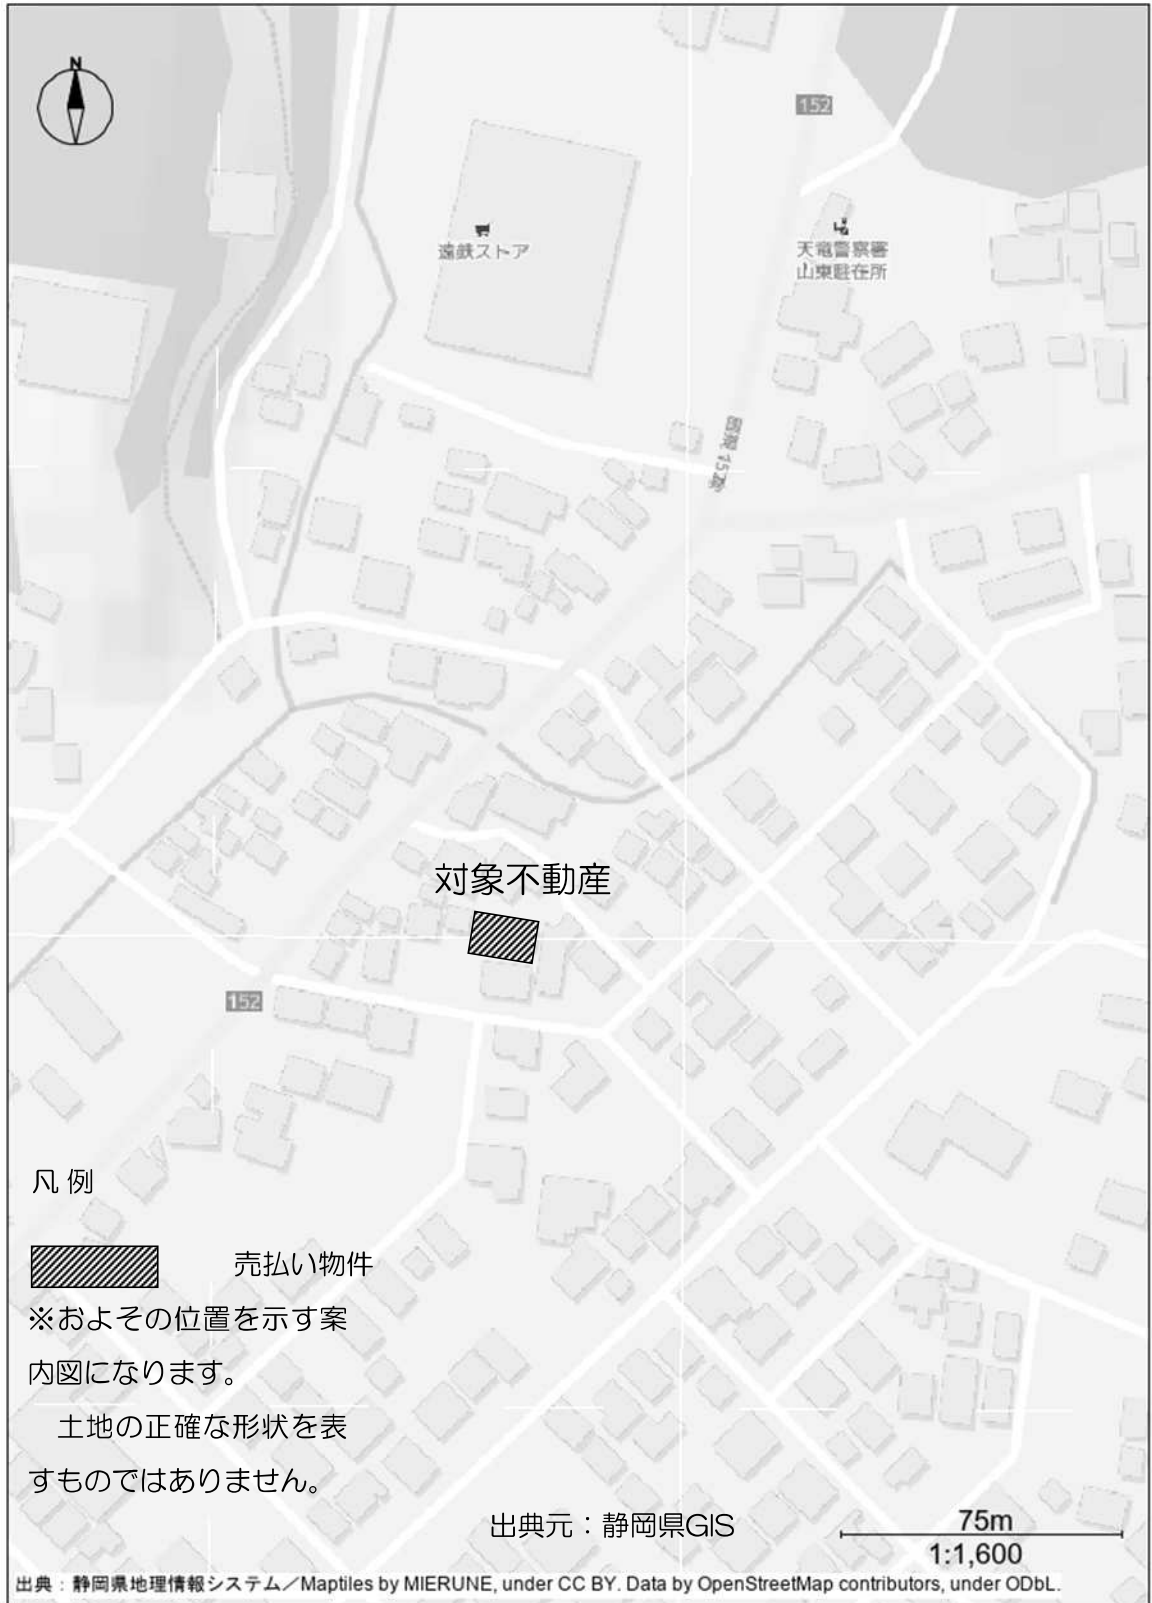 N
152
遠鉄ストア
天竜警察署
山東駐在所
国道152号
対象不動産
152
凡 例
売払い物件
※およその位置を示す案
内図になります。
土地の正確な形状を表
すものではありません。
出典元：静岡県GIS
75m
1:1,600
出典：静岡県地理情報システム／Maptiles by MIERUNE, under CC BY. Data by OpenStreetMap contributors, under ODbL.